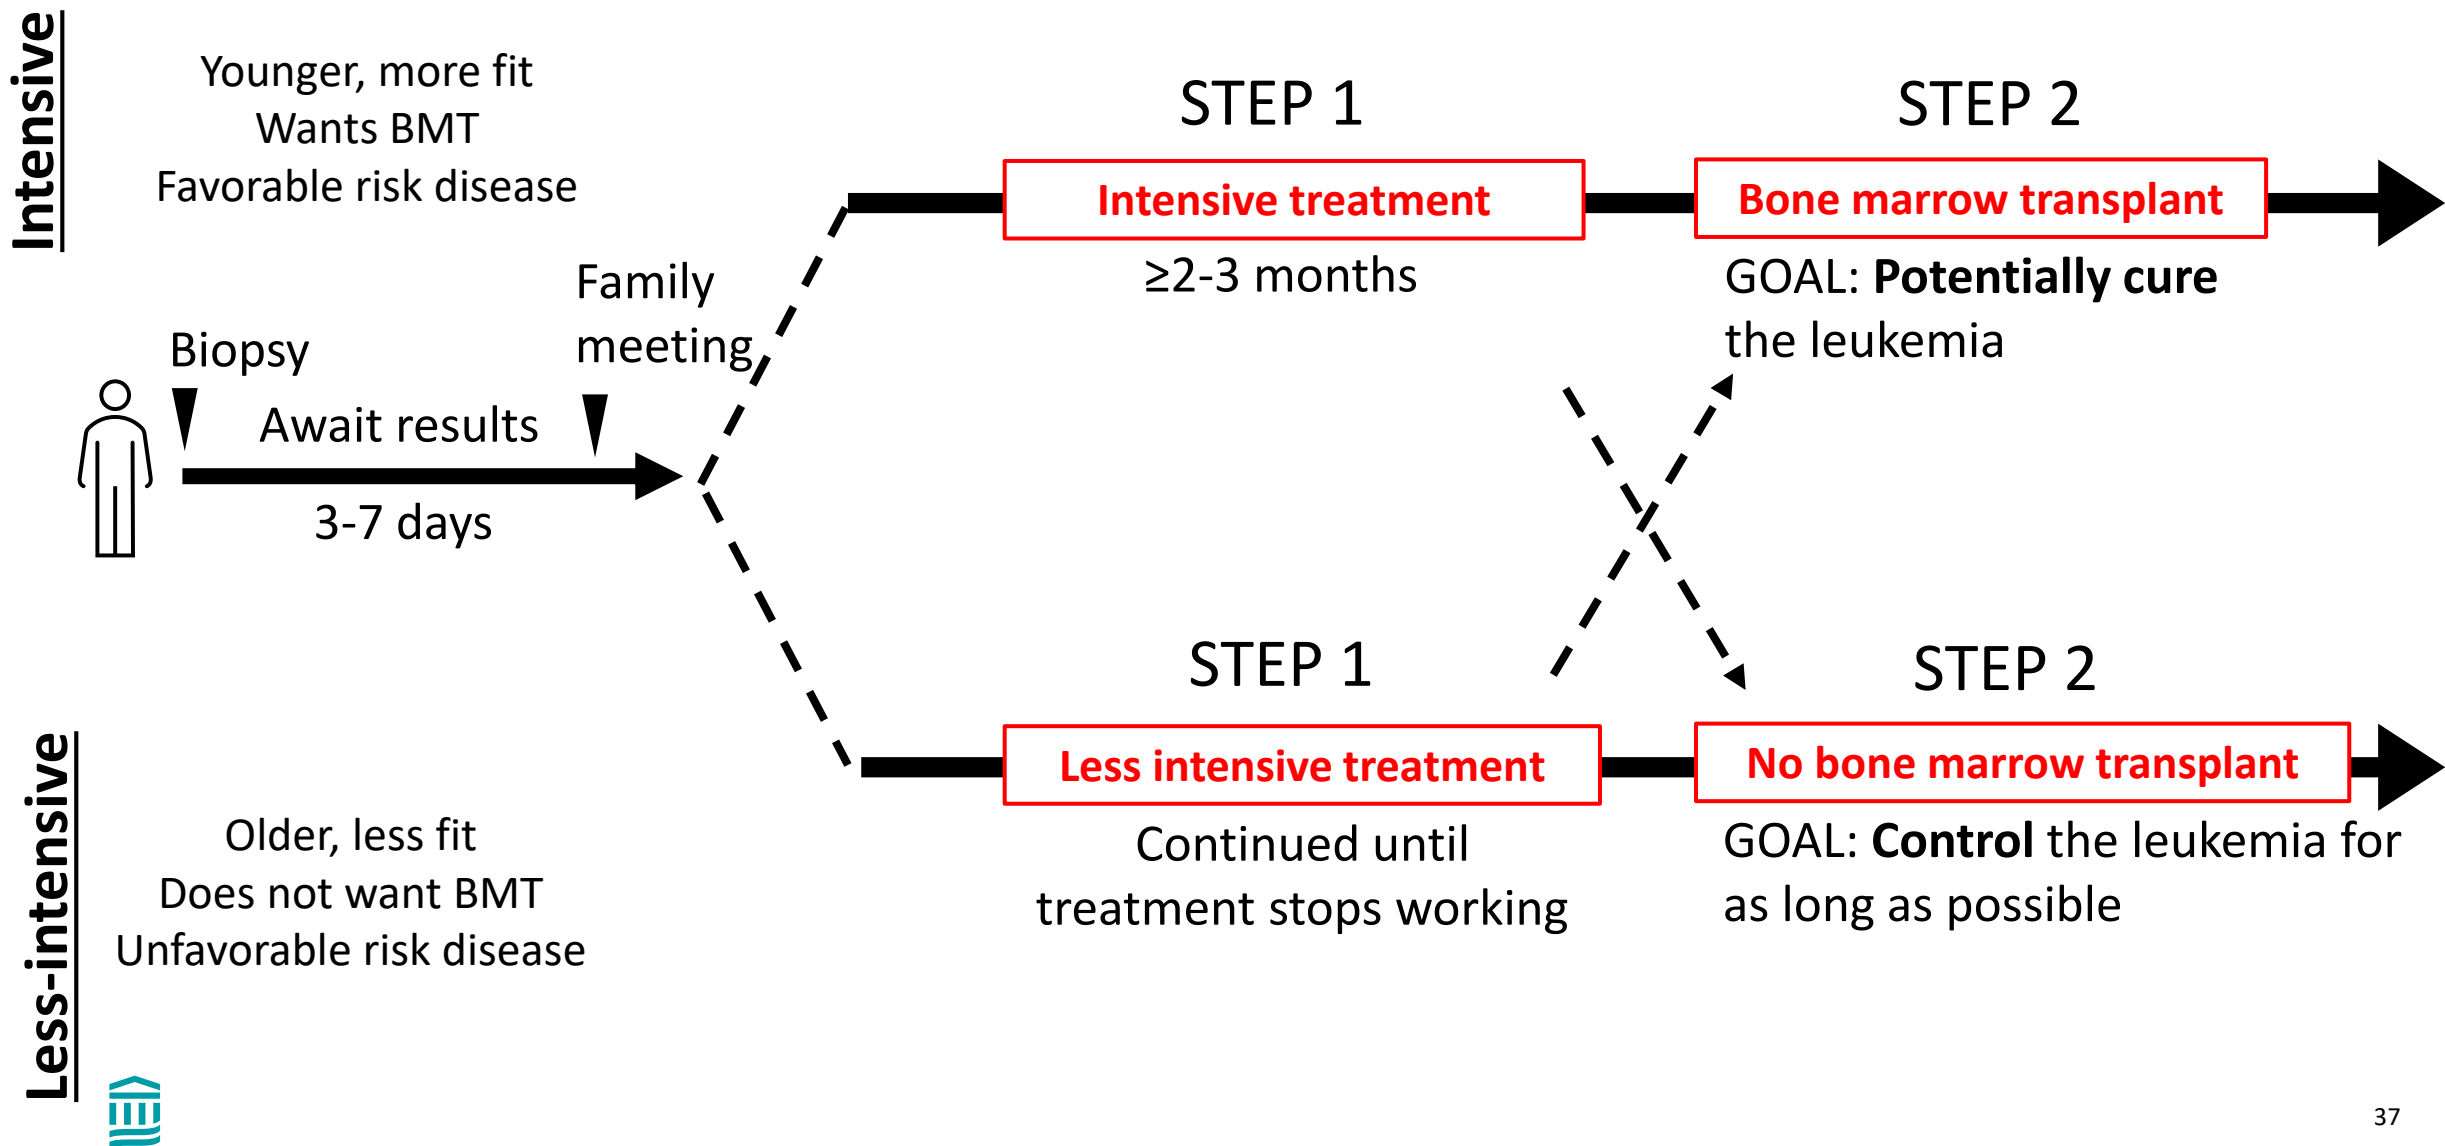 Intensive
Younger, more fit
Wants BMT
Favorable risk disease
STEP 1
Intensive treatment
≥2-3 months
STEP 2
Bone marrow transplant
GOAL: Potentially cure
the leukemia
Biopsy
Await results
3-7 days
Family
meeting
Less-intensive
Older, less fit
Does not want BMT
Unfavorable risk disease
STEP 1
Less intensive treatment
Continued until
treatment stops working
STEP 2
No bone marrow transplant
GOAL: Control the leukemia for
as long as possible
37